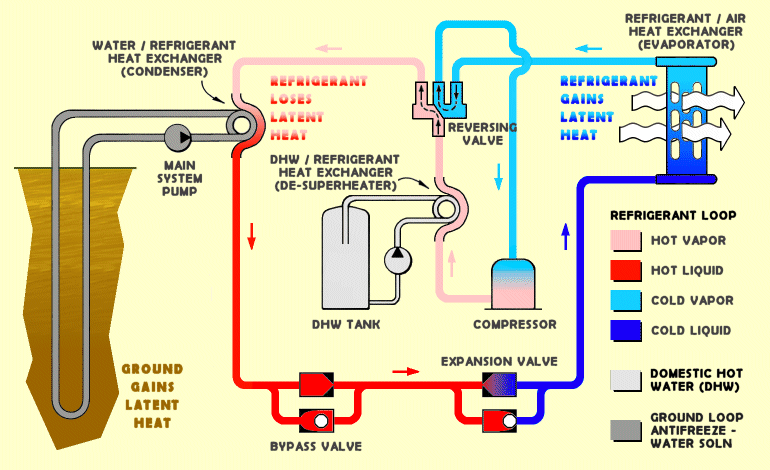 REFRIGERANT / AIR
HEAT EXCHANGER
(EVAPORATOR)
WATER / REFRIGERANT
HEAT EXCHANGER
(CONDENSER)
REFRIGERANT
LOSES
LATENT
HEAT
REFRIGERANT
GAINS
LATENT
HEAT
REVERSING
VALVE
MAIN
SYSTEM
PUMP
DHW / REFRIGERANT
HEAT EXCHANGER
(DE-SUPERHEATER)
REFRIGERANT LOOP
HOT VAPOR
HOT LIQUID
COLD VAPOR
COLD LIQUID
DHW TANK
COMPRESSOR
GROUND
GAINS
LATENT
HEAT
EXPANSION VALVE
BYPASS VALVE
DOMESTIC HOT
WATER (DHW)
GROUND LOOP
ANTIFREEZE -
WATER SOLN